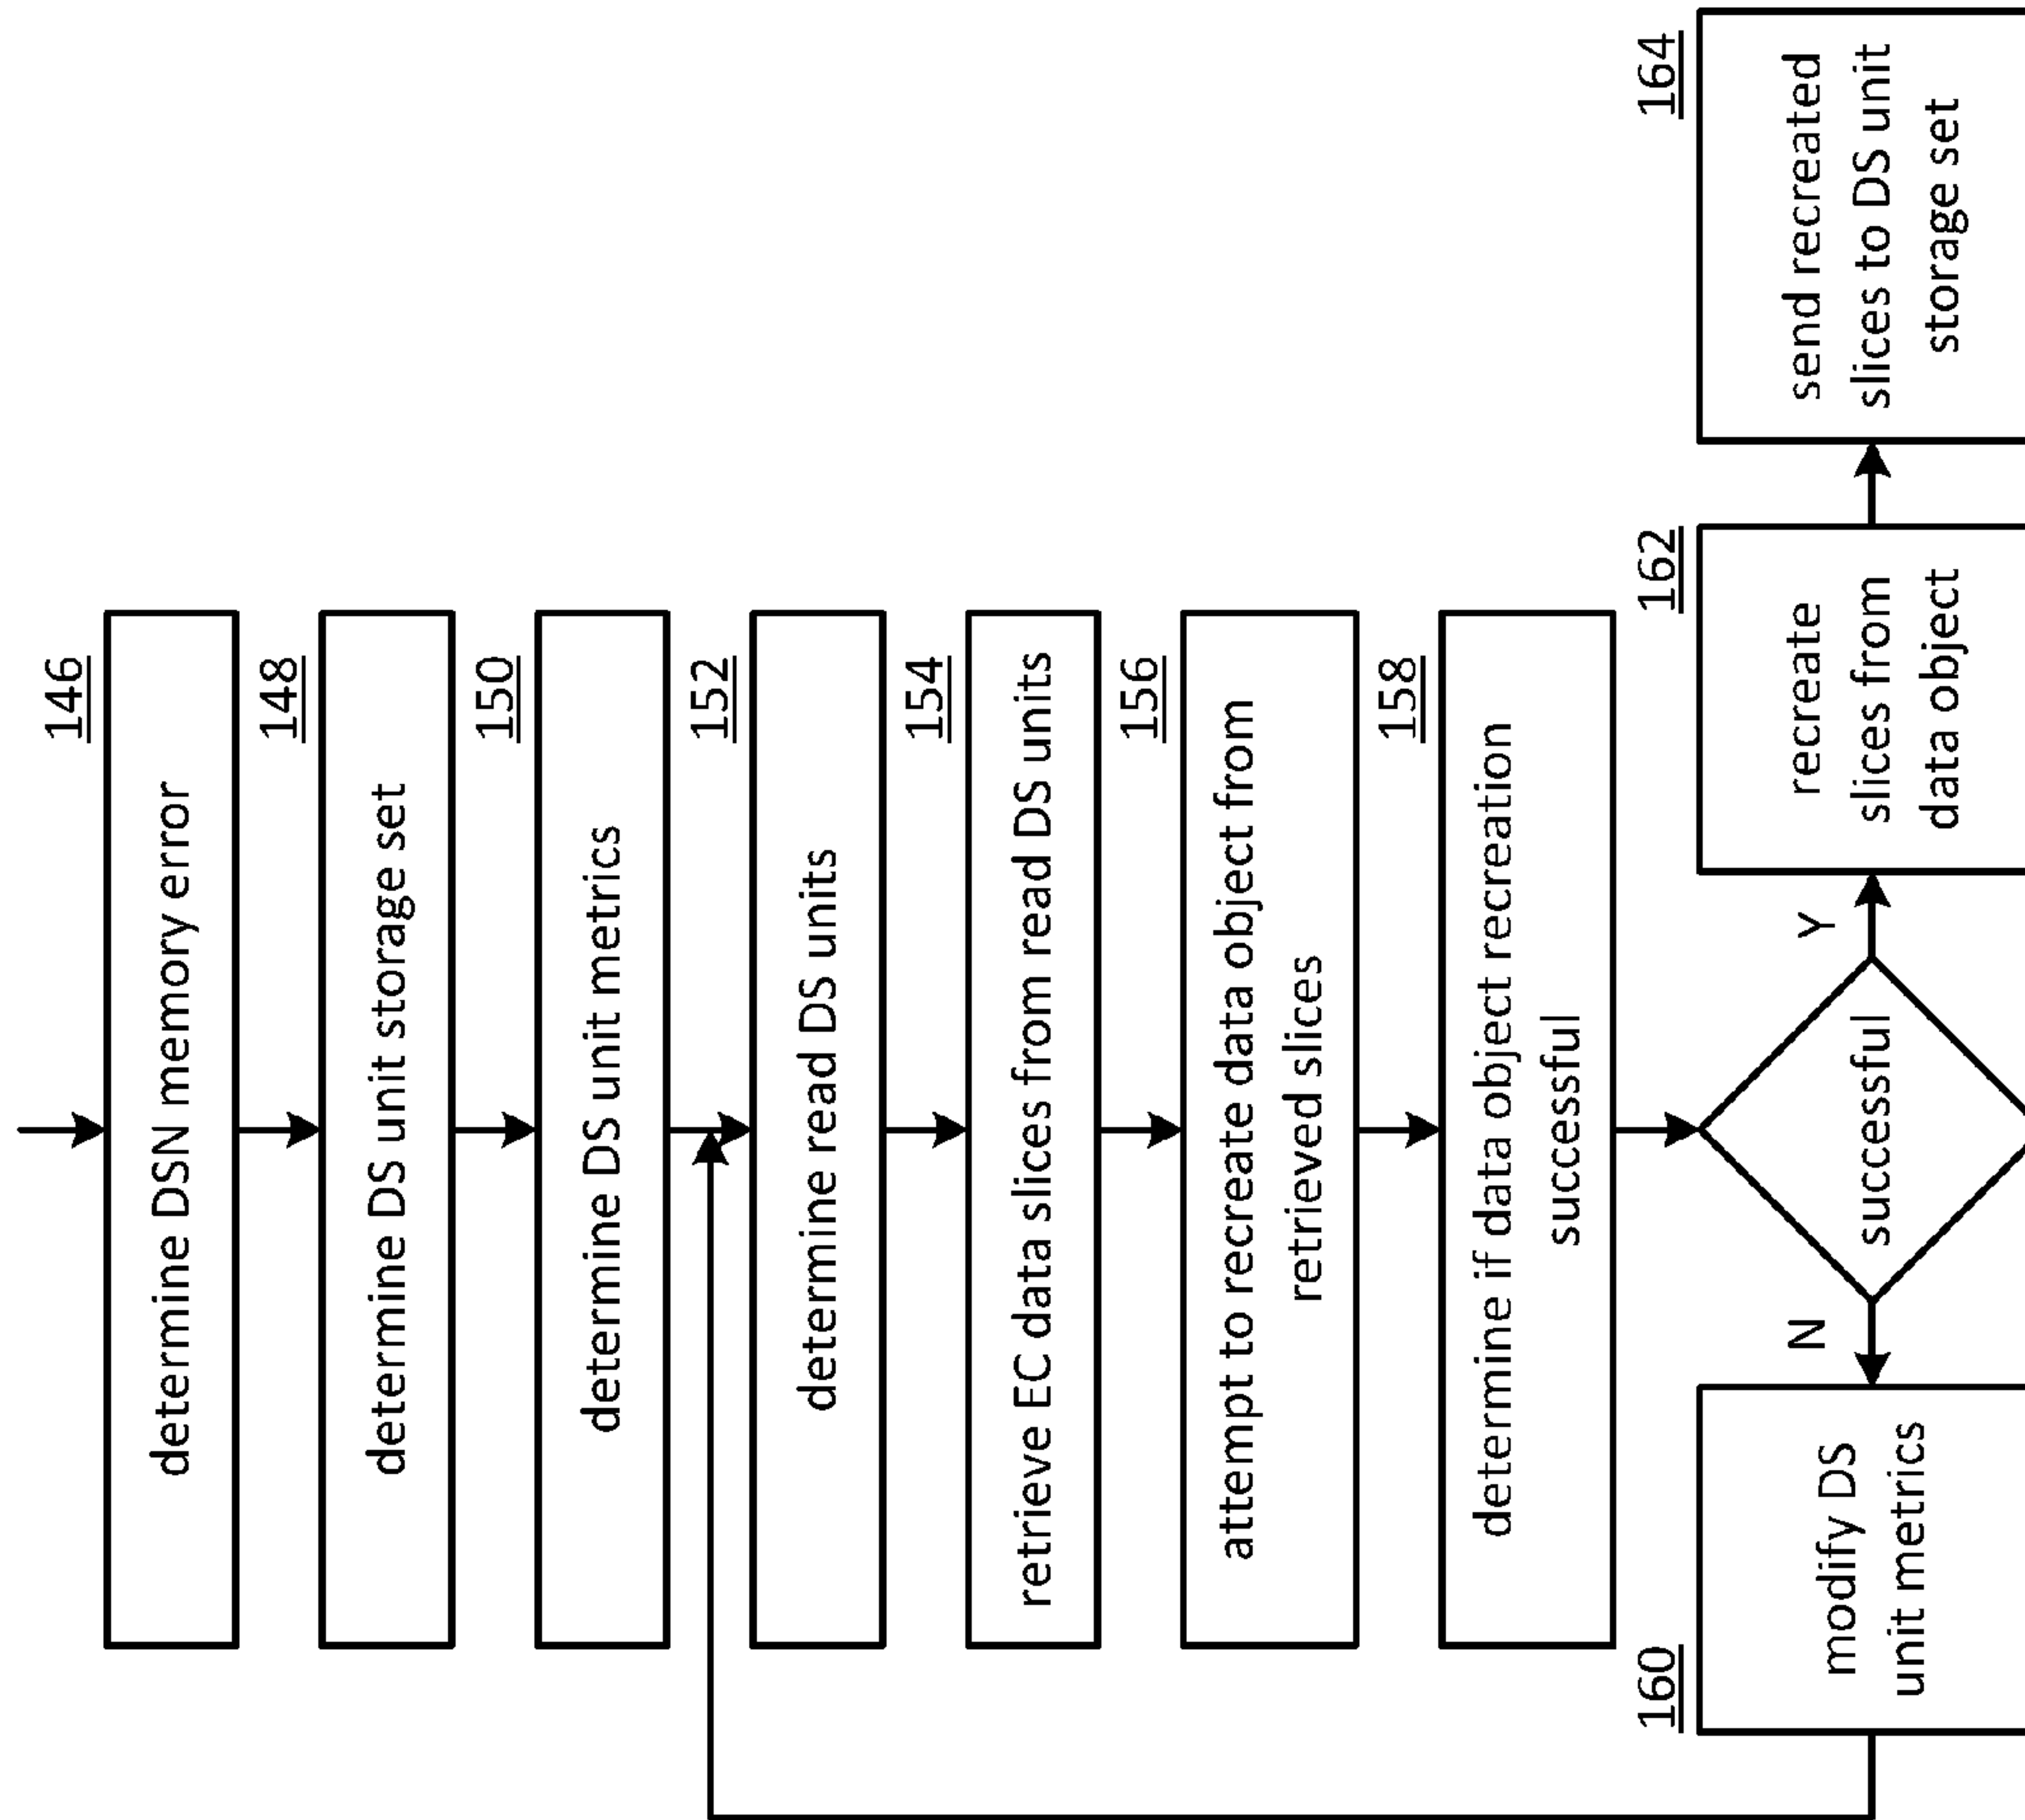 146
determine DSN memory error
148
determine DS unit storage set
150
determine DS unit metrics
152
determine read DS units
154
retrieve EC data slices from read DS units
156
attempt to recreate data object from
retrieved slices
158
determine if data object recreation
successful
successful
N
Y
160
modify DS
unit metrics
162
recreate
slices from
data object
164
send recreated
slices to DS unit
storage set